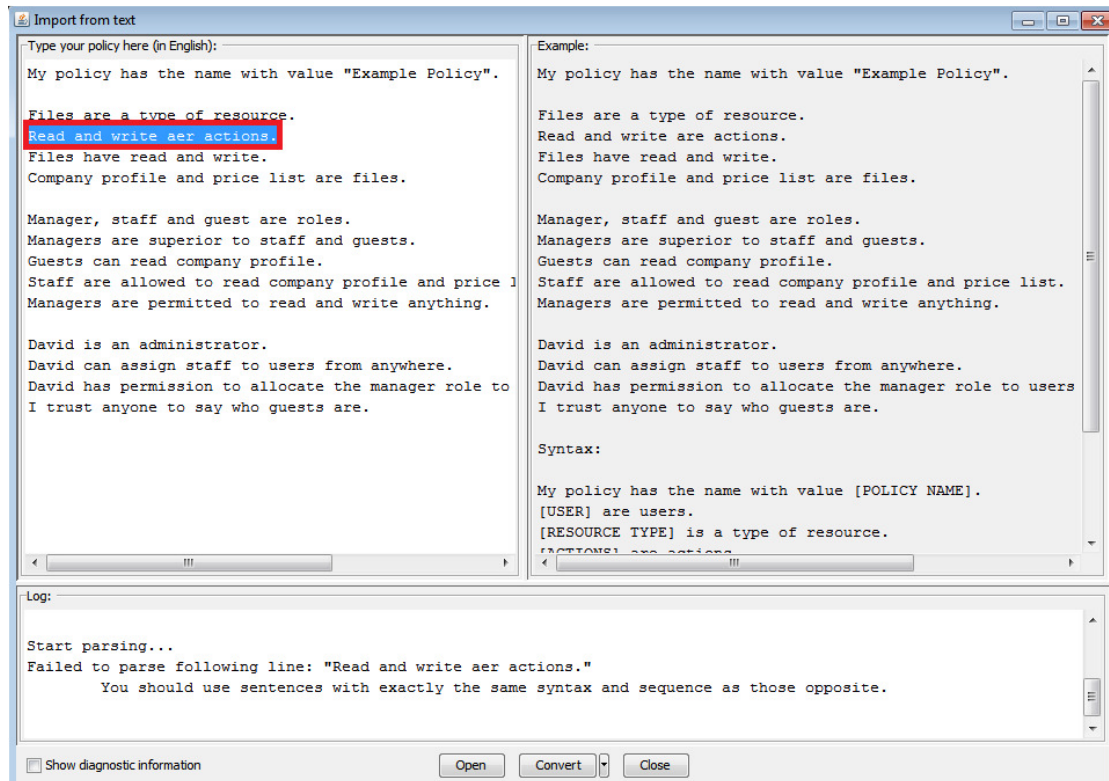 Import from text
Type your policy here (in English):
My policy has the name with value "Example Policy".
Files are a type of resource.
Read and write aer actions.
Files have read and write.
Company profile and price list are files.
Manager, staff and guest are roles.
Managers are superior to staff and guests.
Guests can read company profile.
Staff are allowed to read company profile and price l
Managers are permitted to read and write anything.
David is an administrator.
David can assign staff to users from anywhere.
David has permission to allocate the manager role to
I trust anyone to say who guests are.
Example:
My policy has the name with value "Example Policy".
Files are a type of resource.
Read and write are actions.
Files have read and write.
Company profile and price list are files.
Manager, staff and guest are roles.
Managers are superior to staff and guests.
Guests can read company profile.
Staff are allowed to read company profile and price list.
Managers are permitted to read and write anything.
David is an administrator.
David can assign staff to users from anywhere.
David has permission to allocate the manager role to users
I trust anyone to say who guests are.
Syntax:
My policy has the name with value [POLICY NAME].
[USER] are users.
[RESOURCE TYPE] is a type of resource.
[ACTIONS] are actions
Log:
Start parsing...
Failed to parse following line: "Read and write aer actions."
You should use sentences with exactly the same syntax and sequence as those opposite.
Show diagnostic information
Open
Convert
Close